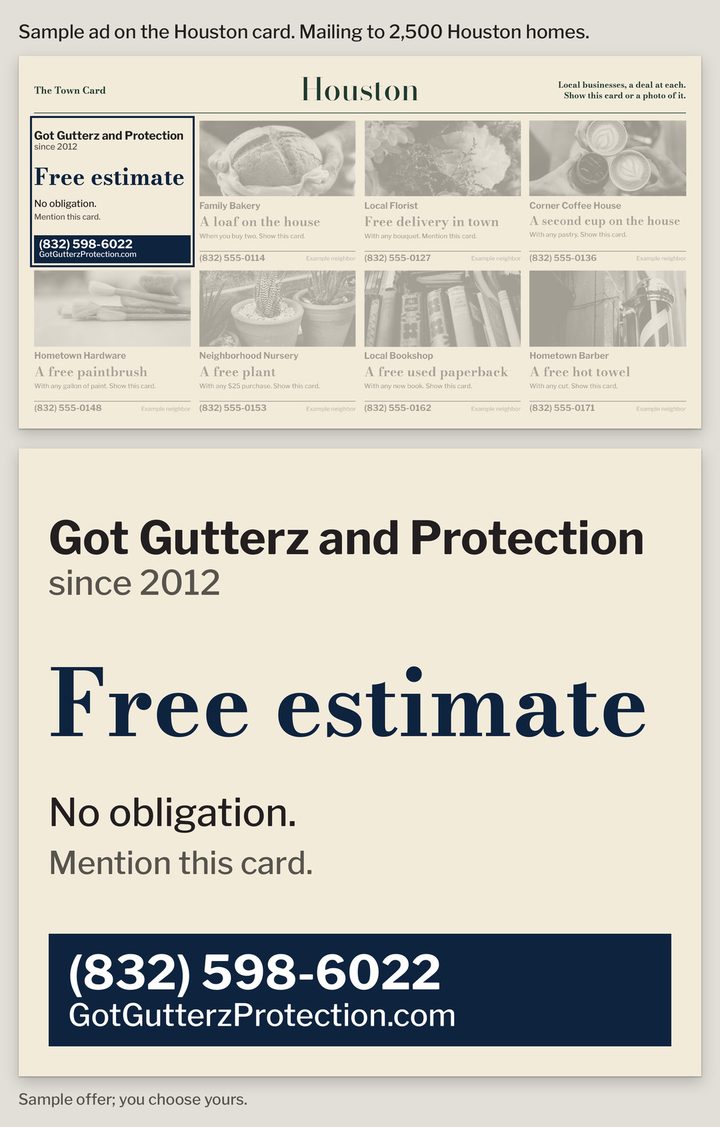 Sample ad on the Houston card. Mailing to 2,500 Houston homes.
The Town Card
Houston
Local businesses, a deal at each.
Show this card or a photo of it.
Got Gutterz and Protection
since 2012
Free estimate
No obligation.
Mention this card.
(832) 598-6022
GotGutterzProtection.com
Family Bakery
A loaf on the house
When you buy two. Show this card.
(832) 555-0114
Example neighbor
Local Florist
Free delivery in town
With any bouquet. Mention this card.
(832) 555-0127
Example neighbor
Corner Coffee House
A second cup on the house
With any pastry. Show this card.
(832) 555-0136
Example neighbor
Hometown Hardware
A free paintbrush
With any gallon of paint. Show this card.
(832) 555-0148
Example neighbor
Neighborhood Nursery
A free plant
With any $25 purchase. Show this card.
(832) 555-0153
Example neighbor
Local Bookshop
A free used paperback
With any new book. Show this card.
(832) 555-0162
Example neighbor
Hometown Barber
A free hot towel
With any cut. Show this card.
(832) 555-0171
Example neighbor
Got Gutterz and Protection
since 2012
Free estimate
No obligation.
Mention this card.
(832) 598-6022
GotGutterzProtection.com
Sample offer; you choose yours.